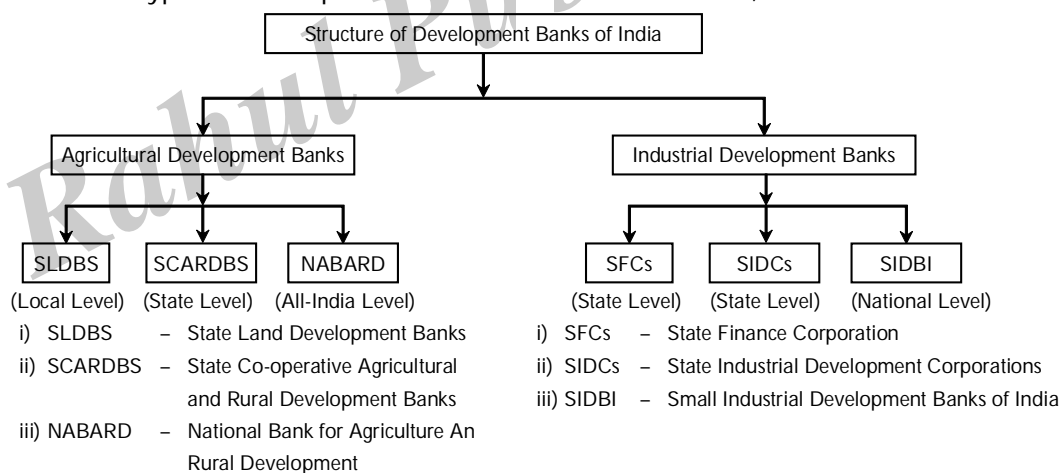 Structure of Development Banks of India
Agricultural Development Banks
Industrial Development Banks
SLDBS
SCARDBS
NABARD
SFCs
SIDCs
SIDBI
(Local Level)
(State Level)
(All-India Level)
(State Level)
(State Level)
(National Level)
i) SLDBS – State Land Development Banks
ii) SCARDBS – State Co-operative Agricultural
and Rural Development Banks
iii) NABARD – National Bank for Agriculture An
Rural Development
i) SFCs – State Finance Corporation
ii) SIDCs – State Industrial Development Corporations
iii) SIDBI – Small Industrial Development Banks of India
Rahul